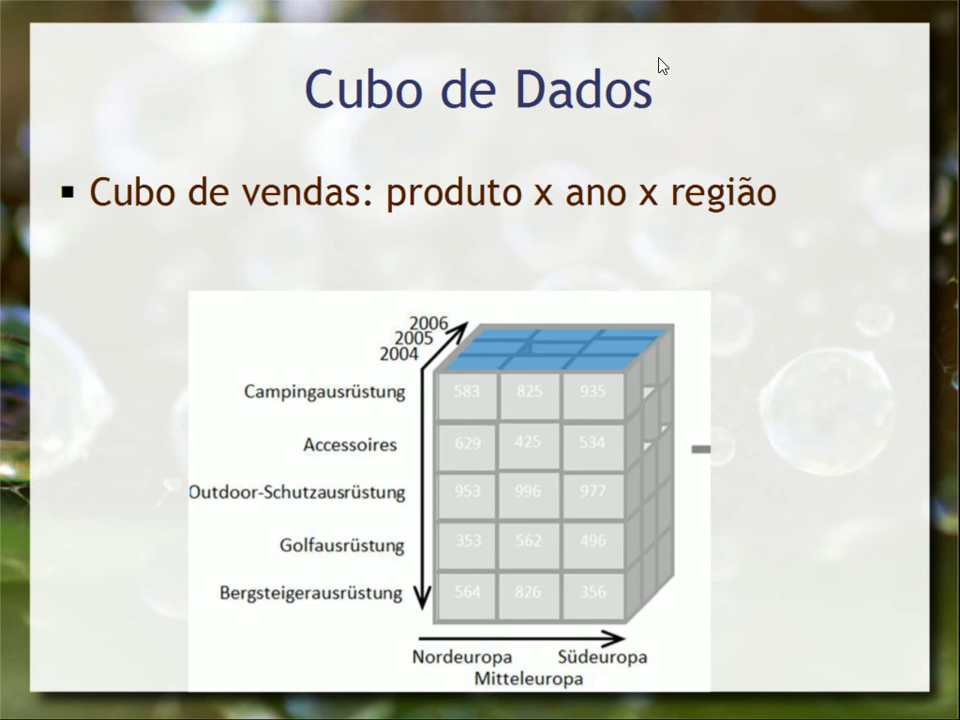 Cubo de Dados
▪ Cubo de vendas: produto x ano x região
2006
2005
2004
Campingausrüstung 583 825 935
Accessoires 629 425 534
Outdoor-Schutzausrüstung 953 996 977
Golfausrüstung 353 562 496
Bergsteigerausrüstung 564 826 356
Nordeuropa Südeuropa
Mitteleuropa